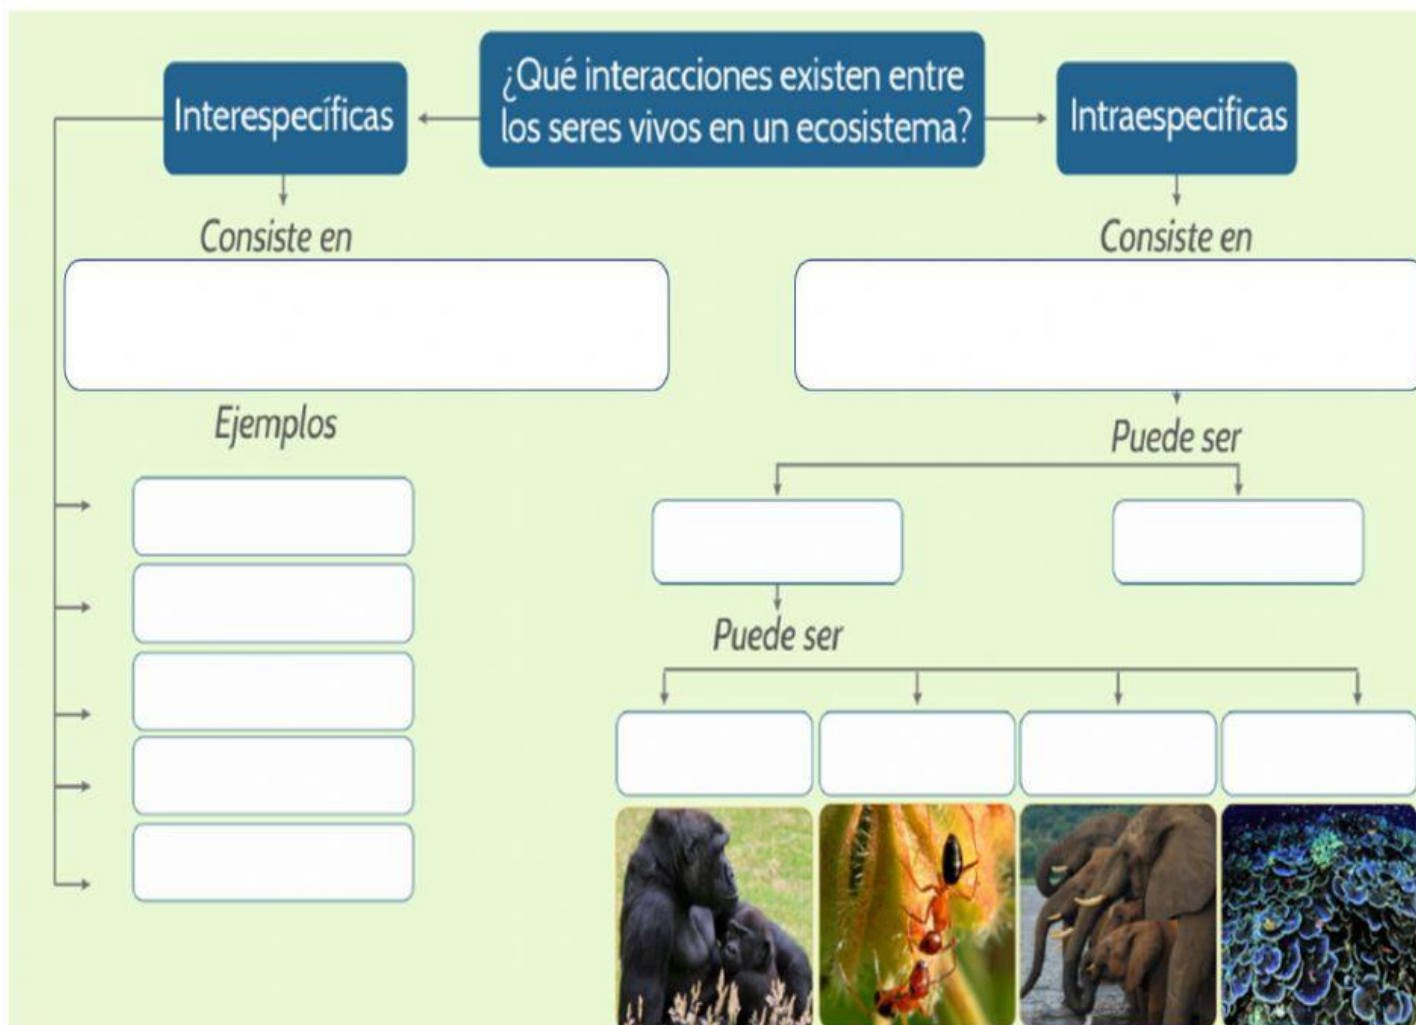 ¿Qué interacciones existen entre
los seres vivos en un ecosistema?
Interespecíficas
Intraespecificas
Consiste en
Consiste en
Ejemplos
Puede ser
Puede ser